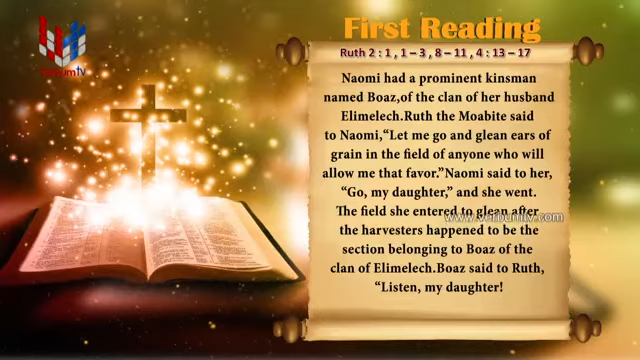 verbumtv
First Reading
Ruth 2 : 1 , 1 – 3 , 8 – 11 , 4 : 13 – 17
Naomi had a prominent kinsman
named Boaz,of the clan of her husband
Elimelech.Ruth the Moabite said
to Naomi,“Let me go and glean ears of
grain in the field of anyone who will
allow me that favor.”Naomi said to her,
“Go, my daughter,” and she went.
The field she entered to glean after
www.verbumtv.com
the harvesters happened to be the
section belonging to Boaz of the
clan of Elimelech.Boaz said to Ruth,
“Listen, my daughter!